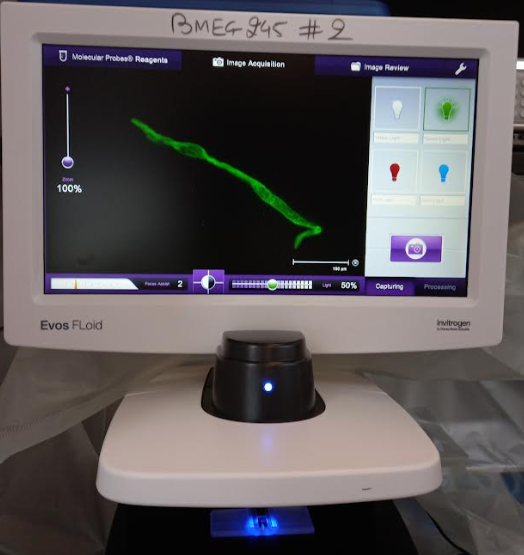 BMEG 245 # 2
Molecular Probes® Reagents
Image Acquisition
Image Review
Zoom
100%
100 µm
Focus Assist 2
Light 50%
Capturing
Processing
Evos FLoid
invitrogen